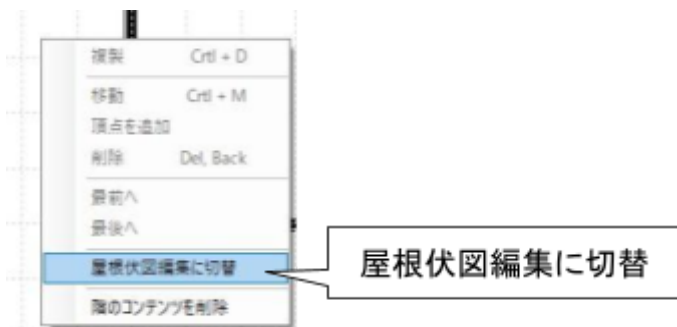 複製 Crtl + D
移動 Crtl + M
頂点を追加
削除 Del, Back
最前へ
最後へ
屋根伏図編集に切替
階のコンテンツを削除
屋根伏図編集に切替